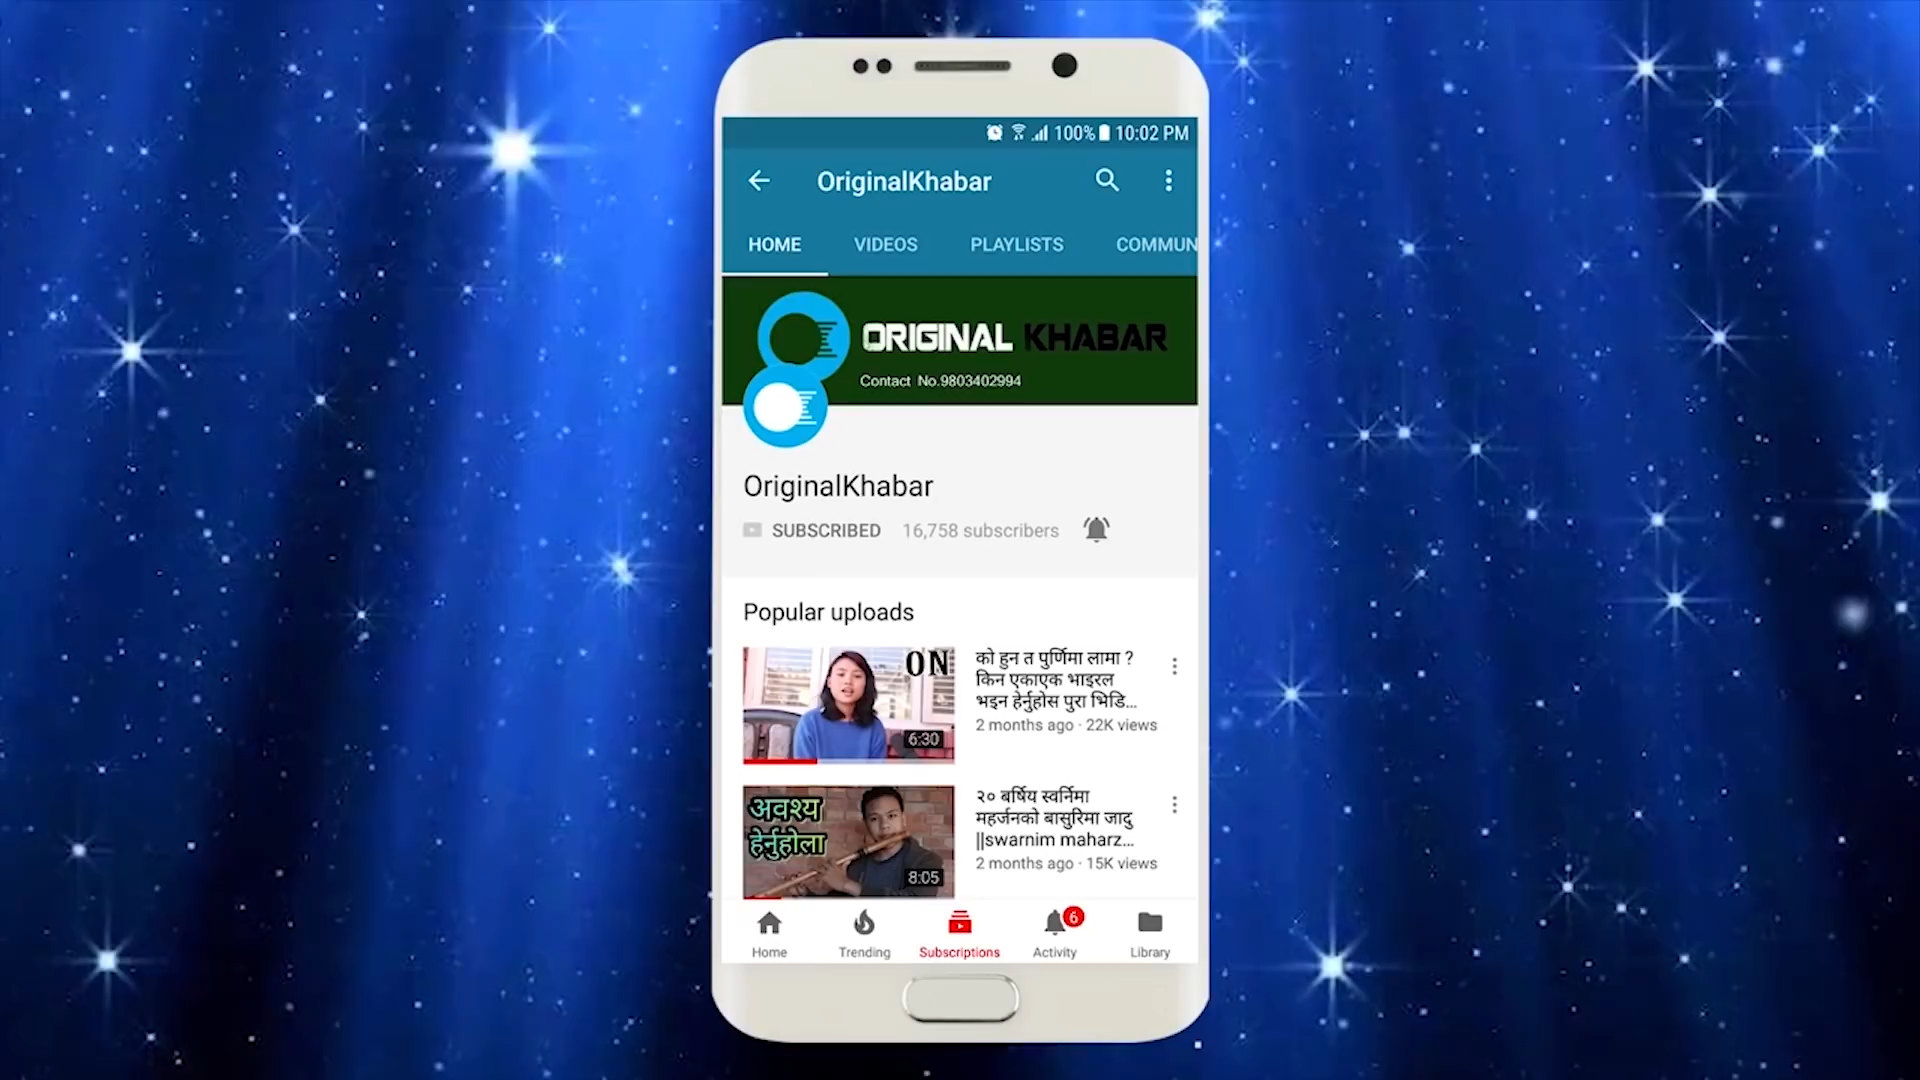 100% 10:02 PM
OriginalKhabar
HOME VIDEOS PLAYLISTS COMMUN
ORIGINAL KHABAR
Contact No.9803402994
OriginalKhabar
SUBSCRIBED 16,758 subscribers
Popular uploads
ON
6:30
को हुन त पुर्णिमा लामा ?
किन एकाएक भाइरल
भइन हेर्नुहोस पुरा भिडि...
2 months ago · 22K views
अवश्य
हेर्नुहोला
8:05
२० बर्षिय स्वर्निमा
महर्जनको बासुरिमा जादु
||swarnim maharz...
2 months ago · 15K views
6
Home Trending Subscriptions Activity Library